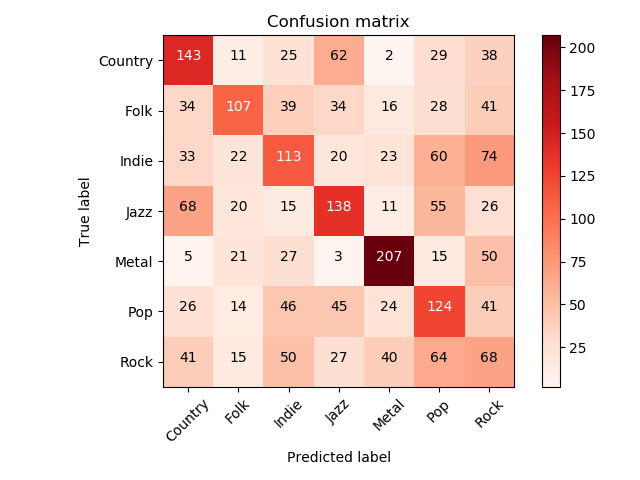 Confusion matrix
Country 143 11 25 62 2 29 38
Folk 34 107 39 34 16 28 41
Indie 33 22 113 20 23 60 74
Jazz 68 20 15 138 11 55 26
Metal 5 21 27 3 207 15 50
Pop 26 14 46 45 24 124 41
Rock 41 15 50 27 40 64 68
Country Folk Indie Jazz Metal Pop Rock
Predicted label
True label
200
175
150
125
100
75
50
25